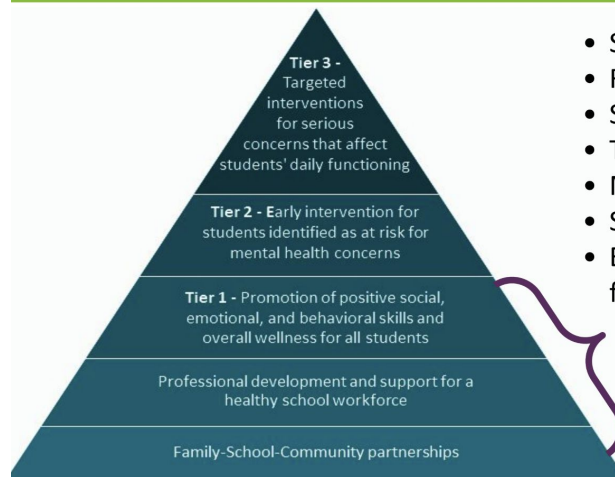 Tier 3 -
Targeted
interventions
for serious
concerns that affect
students' daily functioning
Tier 2 - Early intervention for
students identified as at risk for
mental health concerns
Tier 1 - Promotion of positive social,
emotional, and behavioral skills and
overall wellness for all students
Professional development and support for a
healthy school workforce
Family-School-Community partnerships